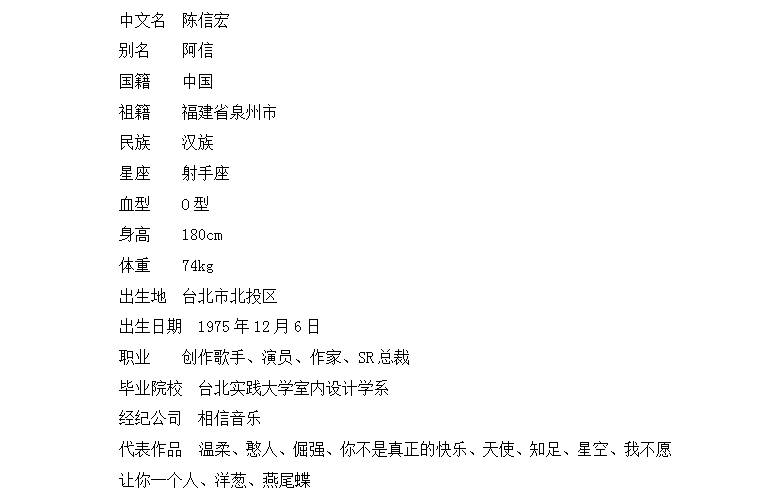 中文名　陈信宏
别名　　阿信
国籍　　中国
祖籍　　福建省泉州市
民族　　汉族
星座　　射手座
血型　　O型
身高　　180cm
体重　　74kg
出生地　台北市北投区
出生日期　1975年12月6日
职业　　创作歌手、演员、作家、SR总裁
毕业院校　台北实践大学室内设计学系
经纪公司　相信音乐
代表作品　温柔、憨人、倔强、你不是真正的快乐、天使、知足、星空、我不愿
让你一个人、洋葱、燕尾蝶